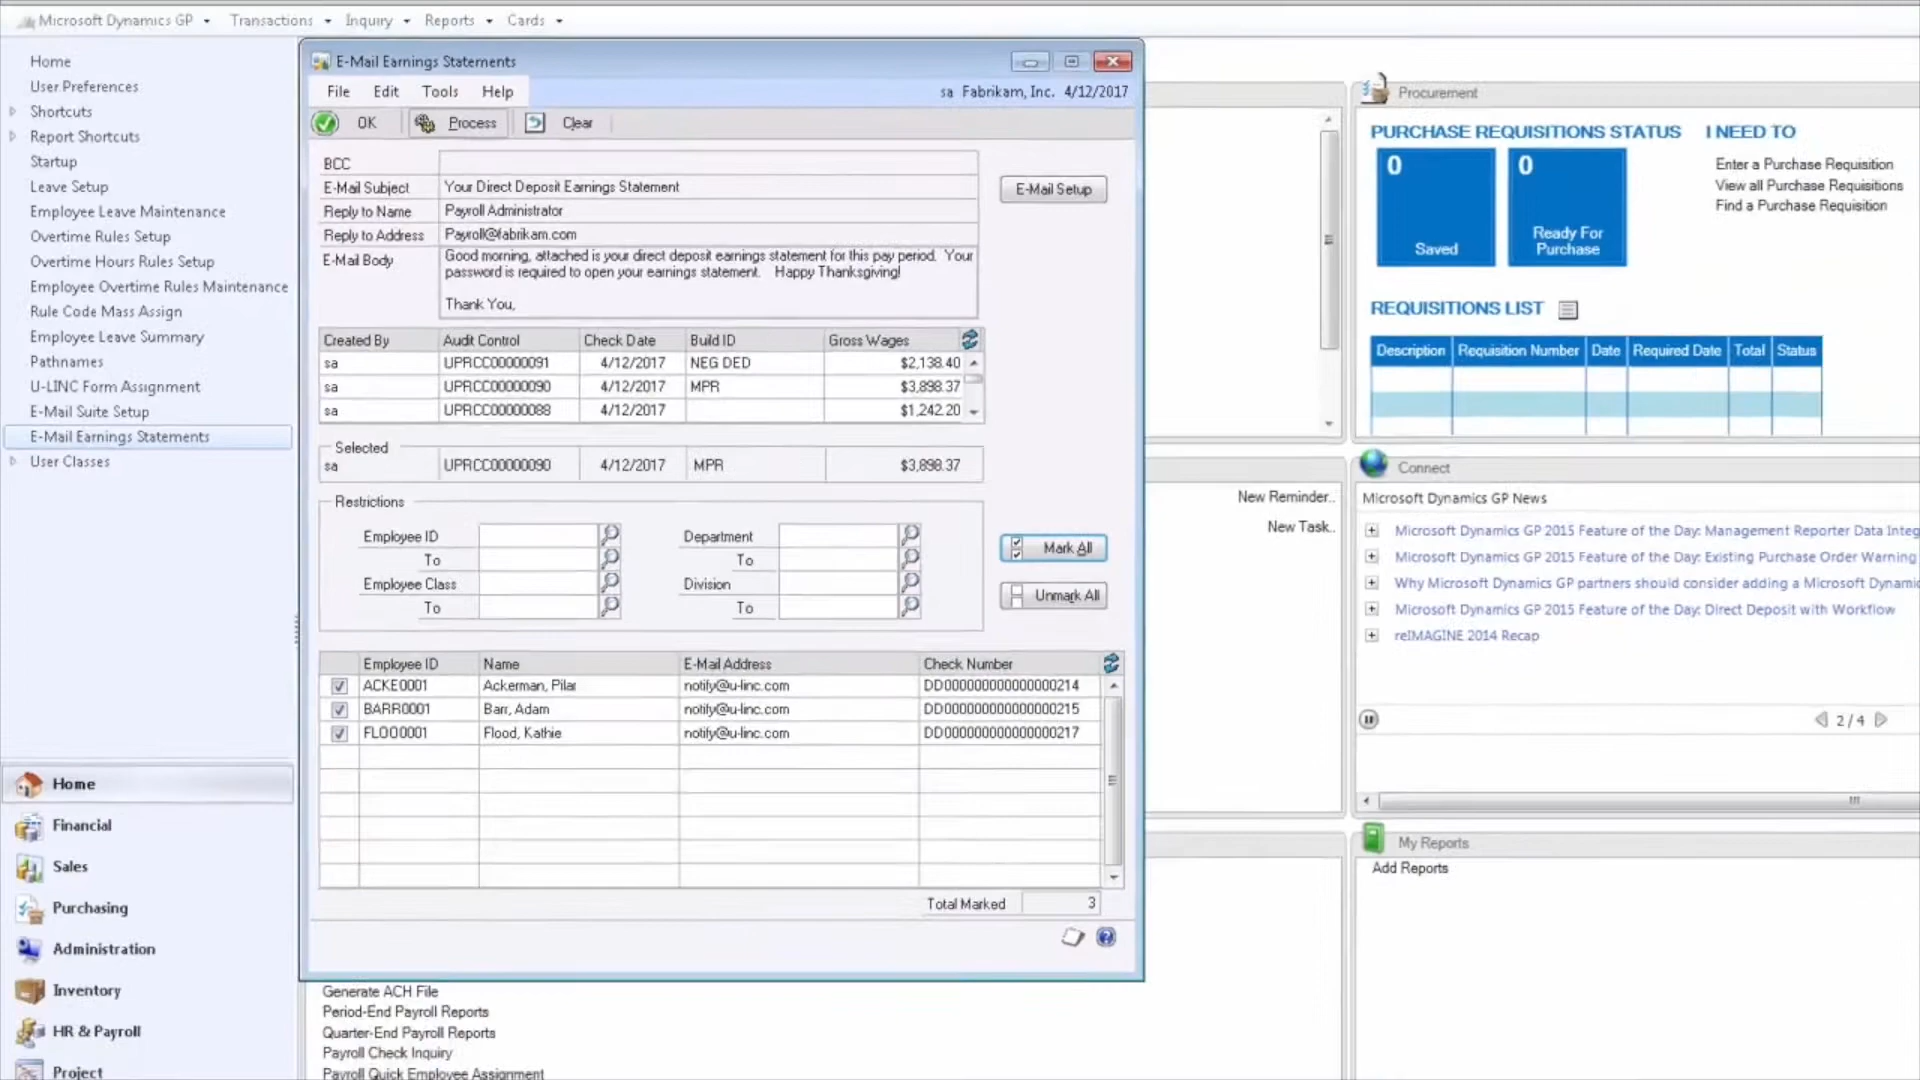 Microsoft Dynamics GP Transactions Inquiry Reports Cards
Home
User Preferences
Shortcuts
Report Shortcuts
Startup
Leave Setup
Employee Leave Maintenance
Overtime Rules Setup
Overtime Hours Rules Setup
Employee Overtime Rules Maintenance
Rule Code Mass Assign
Employee Leave Summary
Pathnames
U-LINC Form Assignment
E-Mail Suite Setup
E-Mail Earnings Statements
User Classes
Home
Financial
Sales
Purchasing
Administration
Inventory
HR & Payroll
Project
E-Mail Earnings Statements
File Edit Tools Help
sa Fabrikam, Inc. 4/12/2017
OK Process Clear
BCC
E-Mail Subject Your Direct Deposit Earnings Statement
Reply to Name Payroll Administrator
Reply to Address Payroll@fabrikam.com
E-Mail Body Good morning, attached is your direct deposit earnings statement for this pay period. Your
password is required to open your earnings statement. Happy Thanksgiving!
Thank You,
E-Mail Setup
Created By Audit Control Check Date Build ID Gross Wages
sa UPRCC00000091 4/12/2017 NEG DED $2,138.40
sa UPRCC00000090 4/12/2017 MPR $3,898.37
sa UPRCC00000088 4/12/2017 $1,242.20
Selected
sa UPRCC00000090 4/12/2017 MPR $3,898.37
Restrictions
Employee ID Department
To To
Employee Class Division
To To
Mark All
Unmark All
Employee ID Name E-Mail Address Check Number
ACKE0001 Ackerman, Pilar notify@u-linc.com DD000000000000000214
BARR0001 Barr, Adam notify@u-linc.com DD000000000000000215
FLOO0001 Flood, Kathie notify@u-linc.com DD000000000000000217
Total Marked 3
Generate ACH File
Period-End Payroll Reports
Quarter-End Payroll Reports
Payroll Check Inquiry
Payroll Quick Employee Assignment
New Reminder..
New Task..
Procurement
PURCHASE REQUISITIONS STATUS
0
Saved
0
Ready For
Purchase
I NEED TO
Enter a Purchase Requisition
View all Purchase Requisitions
Find a Purchase Requisition
REQUISITIONS LIST
Description Requisition Number Date Required Date Total Status
Connect
Microsoft Dynamics GP News
Microsoft Dynamics GP 2015 Feature of the Day: Management Reporter Data Integ
Microsoft Dynamics GP 2015 Feature of the Day: Existing Purchase Order Warning
Why Microsoft Dynamics GP partners should consider adding a Microsoft Dynamic
Microsoft Dynamics GP 2015 Feature of the Day: Direct Deposit with Workflow
reIMAGINE 2014 Recap
2 / 4
My Reports
Add Reports